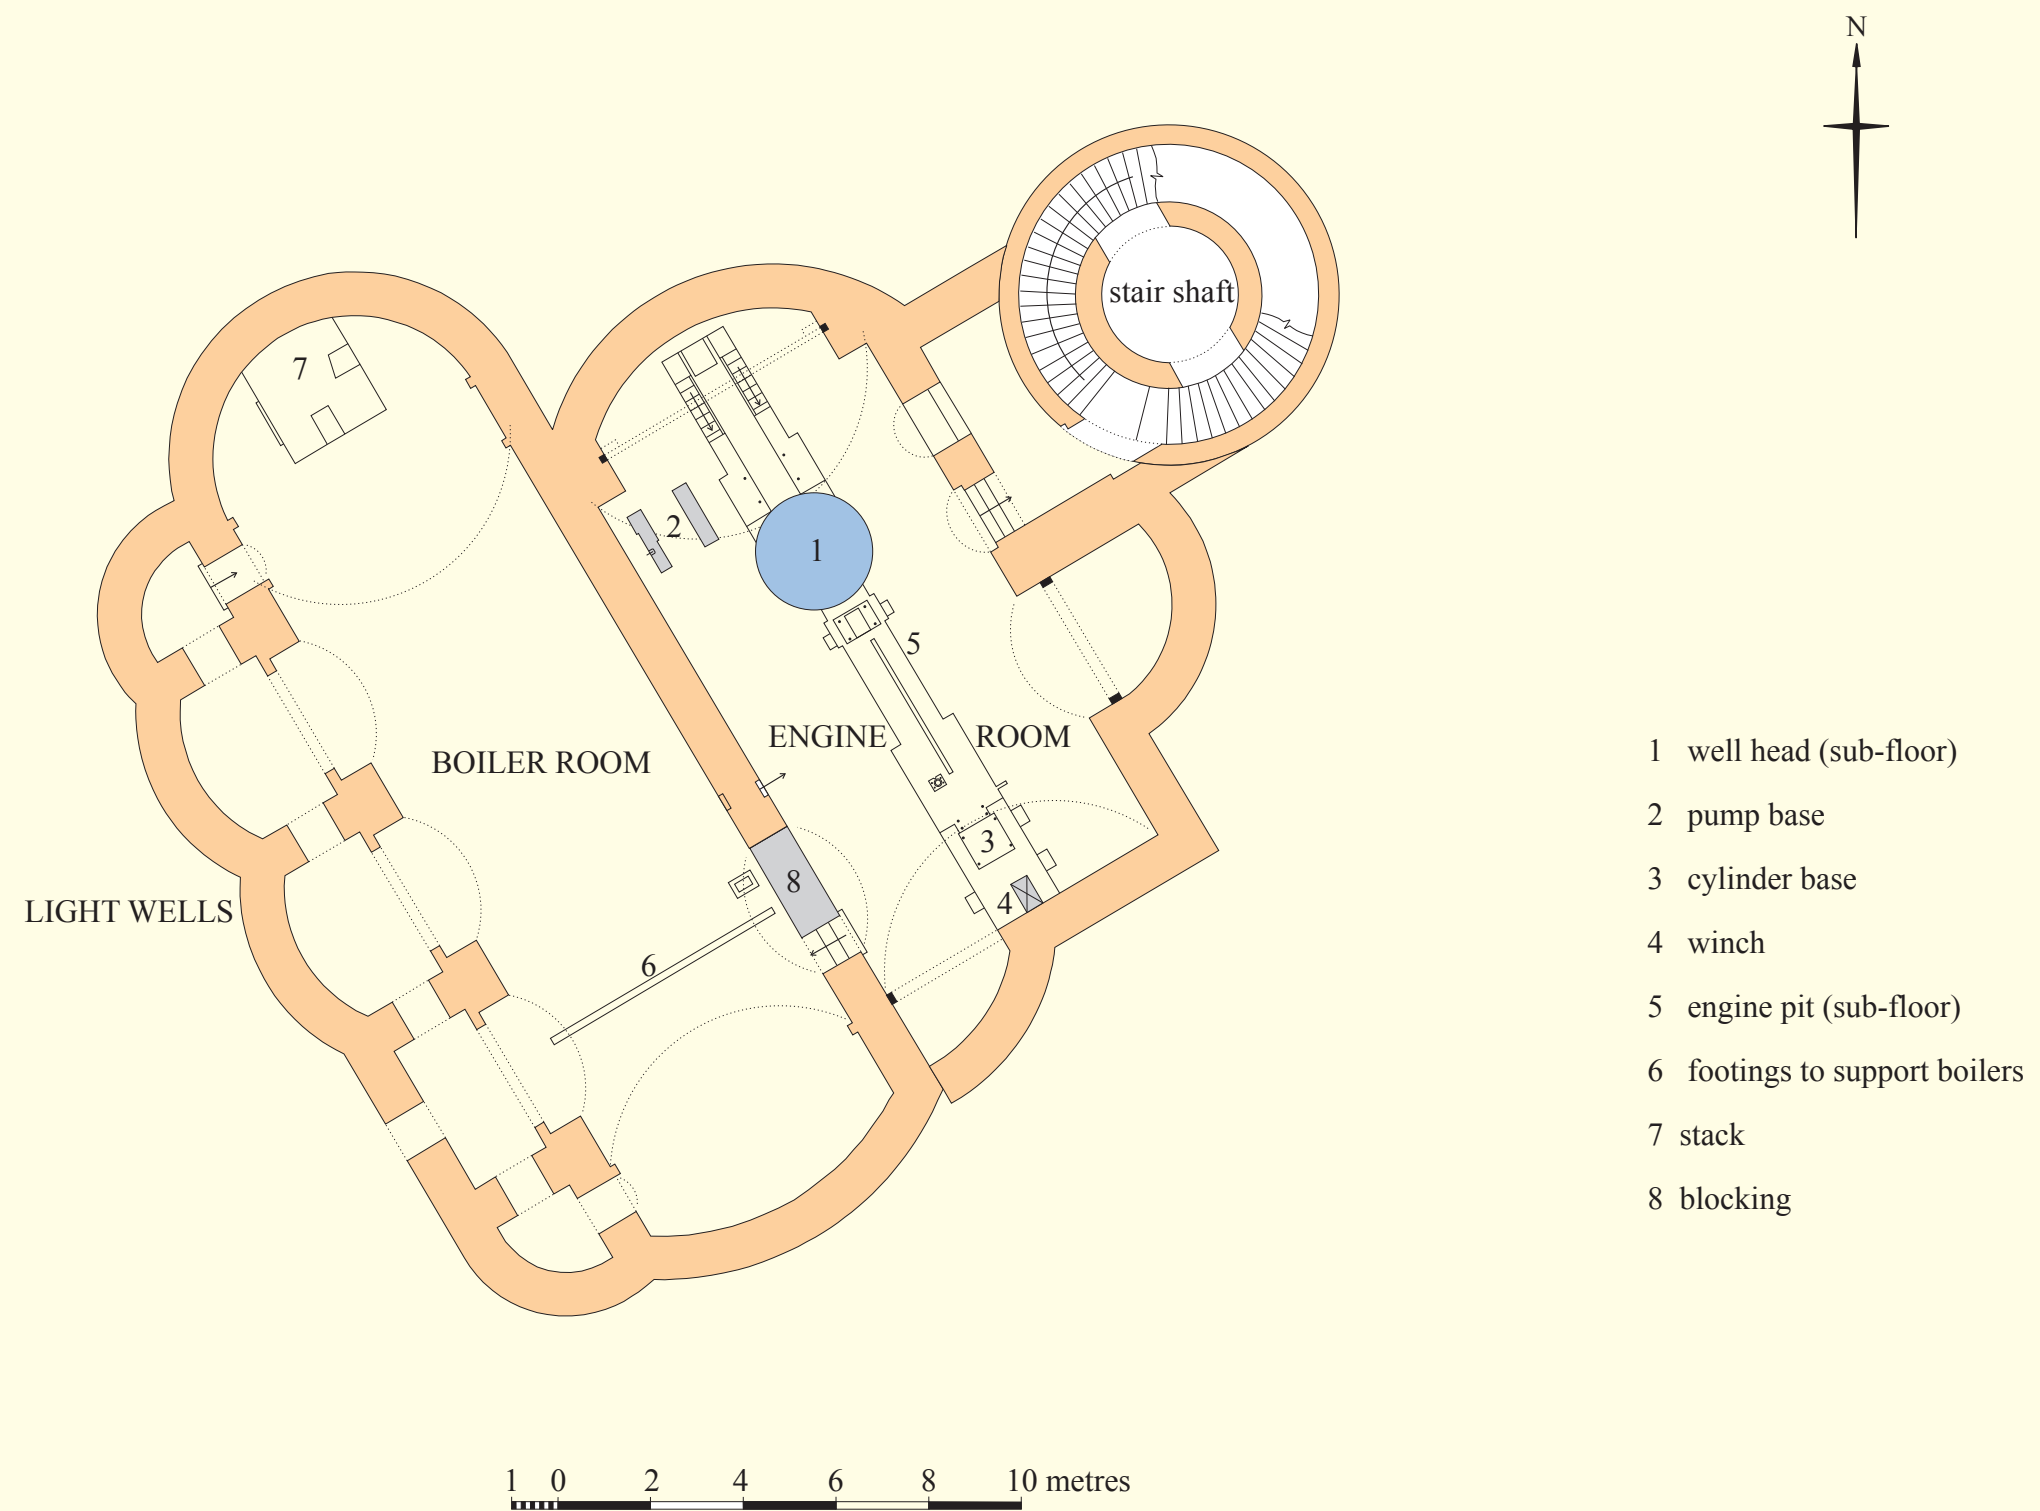 N
stair shaft
7
2
1
5
ENGINE ROOM
BOILER ROOM
3
8
4
LIGHT WELLS
6
1 well head (sub-floor)
2 pump base
3 cylinder base
4 winch
5 engine pit (sub-floor)
6 footings to support boilers
7 stack
8 blocking
1 0 2 4 6 8 10 metres